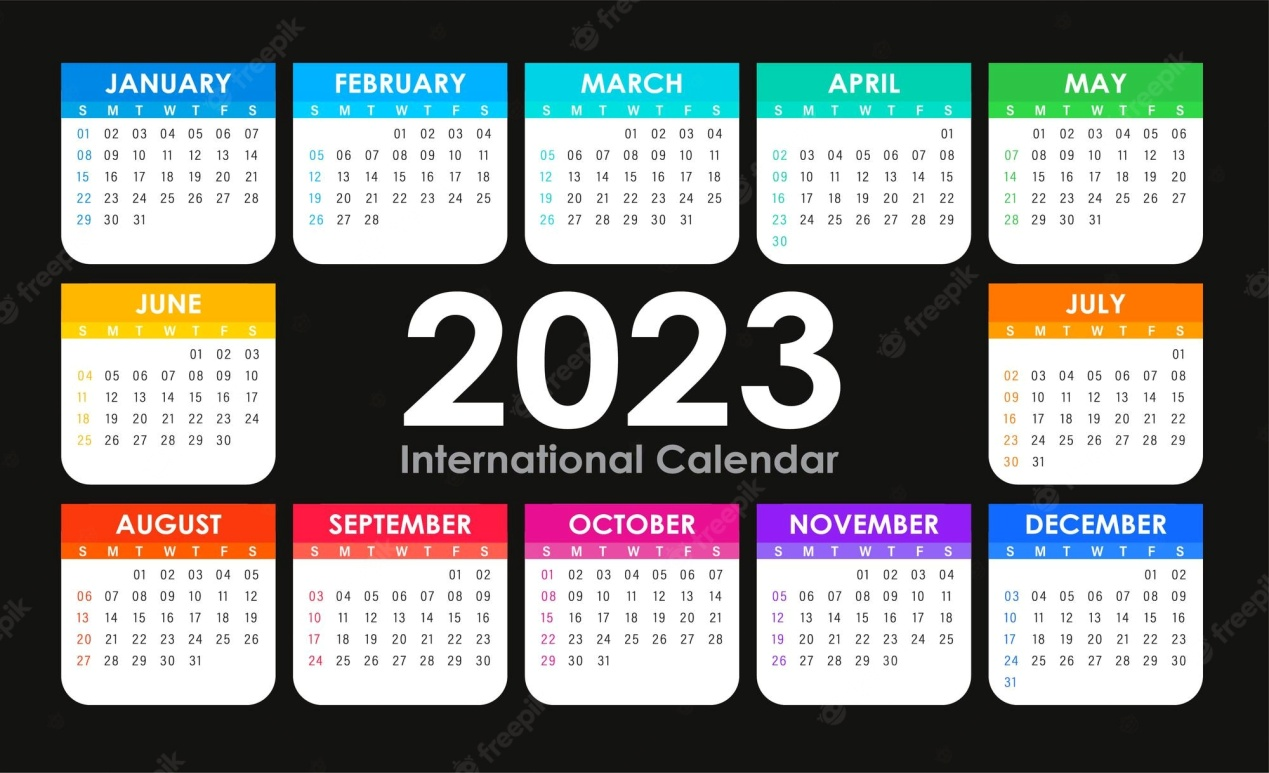 JANUARY
S M T W T F S
01 02 03 04 05 06 07
08 09 10 11 12 13 14
15 16 17 18 19 20 21
22 23 24 25 26 27 28
29 30 31
FEBRUARY
S M T W T F S
01 02 03 04
05 06 07 08 09 10 11
12 13 14 15 16 17 18
19 20 21 22 23 24 25
26 27 28
MARCH
S M T W T F S
01 02 03 04
05 06 07 08 09 10 11
12 13 14 15 16 17 18
19 20 21 22 23 24 25
26 27 28 29 30 31
APRIL
S M T W T F S
01
02 03 04 05 06 07 08
09 10 11 12 13 14 15
16 17 18 19 20 21 22
23 24 25 26 27 28 29
30
MAY
S M T W T F S
01 02 03 04 05 06
07 08 09 10 11 12 13
14 15 16 17 18 19 20
21 22 23 24 25 26 27
28 29 30 31
JUNE
S M T W T F S
01 02 03
04 05 06 07 08 09 10
11 12 13 14 15 16 17
18 19 20 21 22 23 24
25 26 27 28 29 30
2023
International Calendar
JULY
S M T W T F S
01
02 03 04 05 06 07 08
09 10 11 12 13 14 15
16 17 18 19 20 21 22
23 24 25 26 27 28 29
30 31
AUGUST
S M T W T F S
01 02 03 04 05
06 07 08 09 10 11 12
13 14 15 16 17 18 19
20 21 22 23 24 25 26
27 28 29 30 31
SEPTEMBER
S M T W T F S
01 02
03 04 05 06 07 08 09
10 11 12 13 14 15 16
17 18 19 20 21 22 23
24 25 26 27 28 29 30
OCTOBER
S M T W T F S
01 02 03 04 05 06 07
08 09 10 11 12 13 14
15 16 17 18 19 20 21
22 23 24 25 26 27 28
29 30 31
NOVEMBER
S M T W T F S
01 02 03 04
05 06 07 08 09 10 11
12 13 14 15 16 17 18
19 20 21 22 23 24 25
26 27 28 29 30
DECEMBER
S M T W T F S
01 02
03 04 05 06 07 08 09
10 11 12 13 14 15 16
17 18 19 20 21 22 23
24 25 26 27 28 29 30
31
freepik